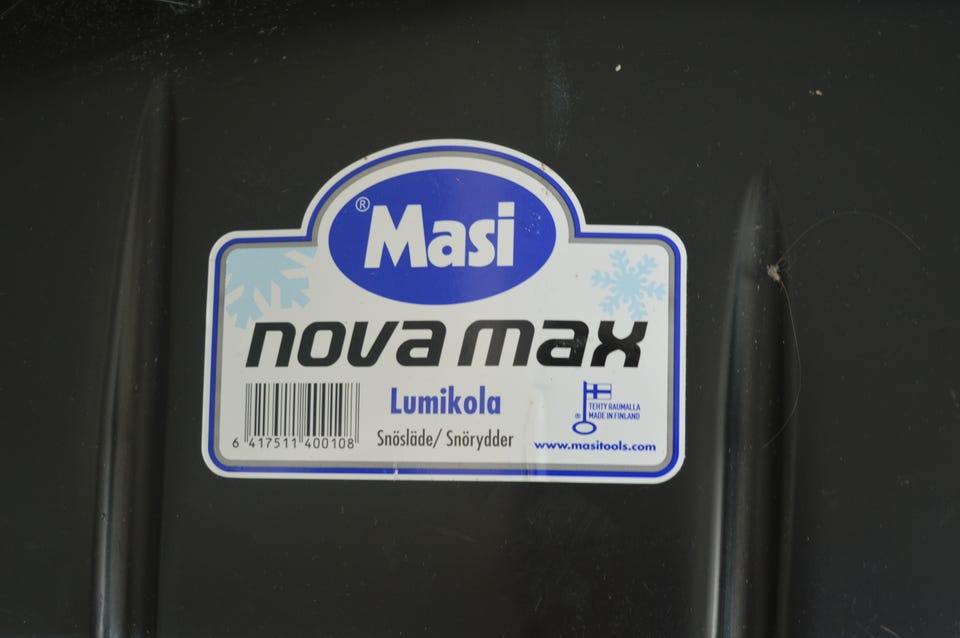 ® Masi
nova max
Lumikola
Snösläde/ Snörydder
6 417511 400108
® TEHTY RAUMALLA
MADE IN FINLAND
www.masitools.com